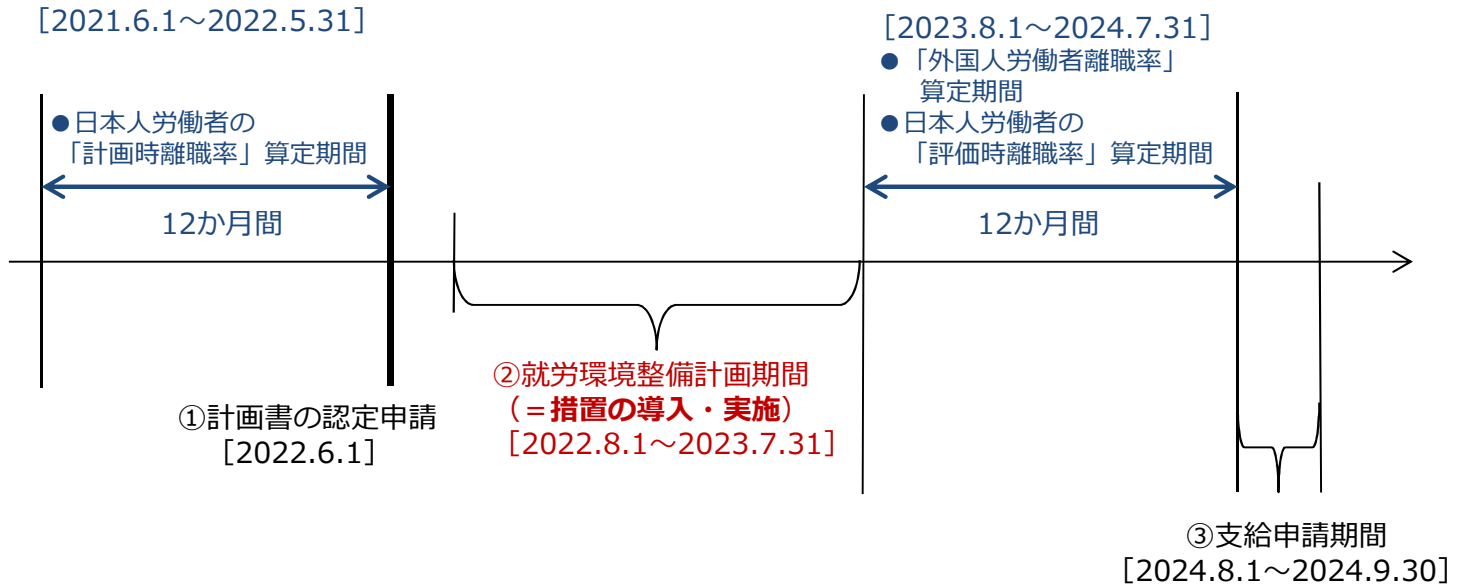 ［2021.6.1～2022.5.31］
●日本人労働者の
「計画時離職率」算定期間
12か月間
①計画書の認定申請
［2022.6.1］
②就労環境整備計画期間
（＝措置の導入・実施）
［2022.8.1～2023.7.31］
［2023.8.1～2024.7.31］
●「外国人労働者離職率」
算定期間
●日本人労働者の
「評価時離職率」算定期間
12か月間
③支給申請期間
［2024.8.1～2024.9.30］